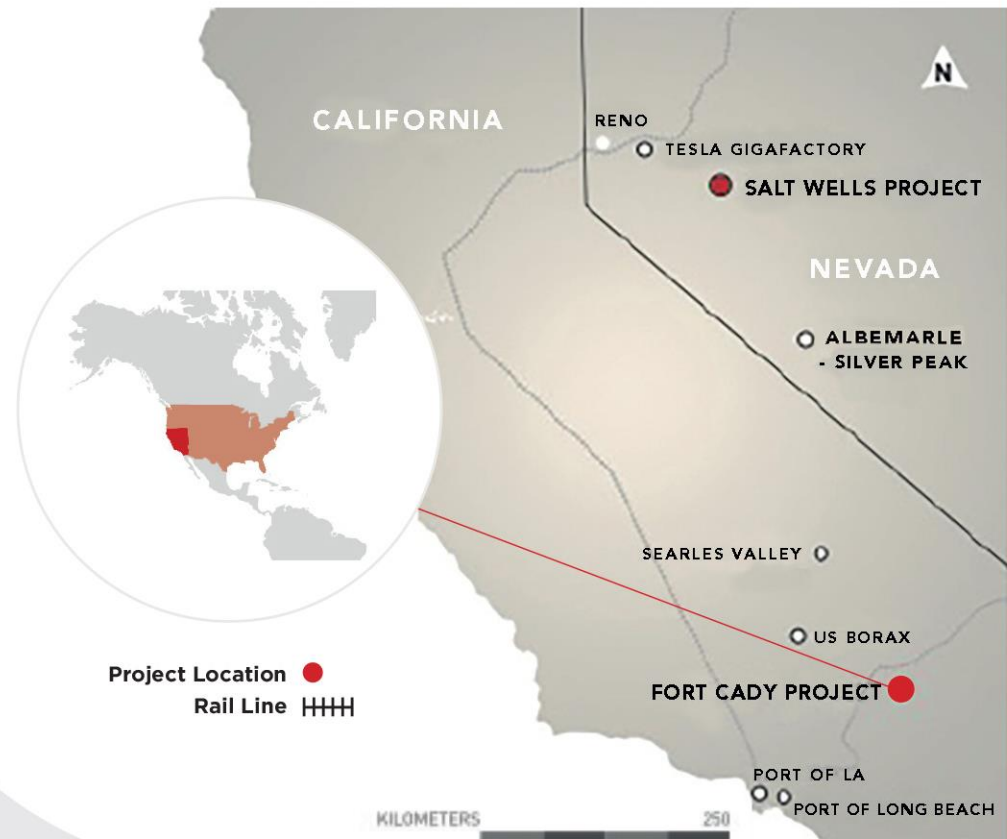 N
CALIFORNIA
RENO
TESLA GIGAFACTORY
SALT WELLS PROJECT
NEVADA
ALBEMARLE
- SILVER PEAK
SEARLES VALLEY
US BORAX
FORT CADY PROJECT
Project Location
Rail Line
PORT OF LA
PORT OF LONG BEACH
KILOMETERS 250